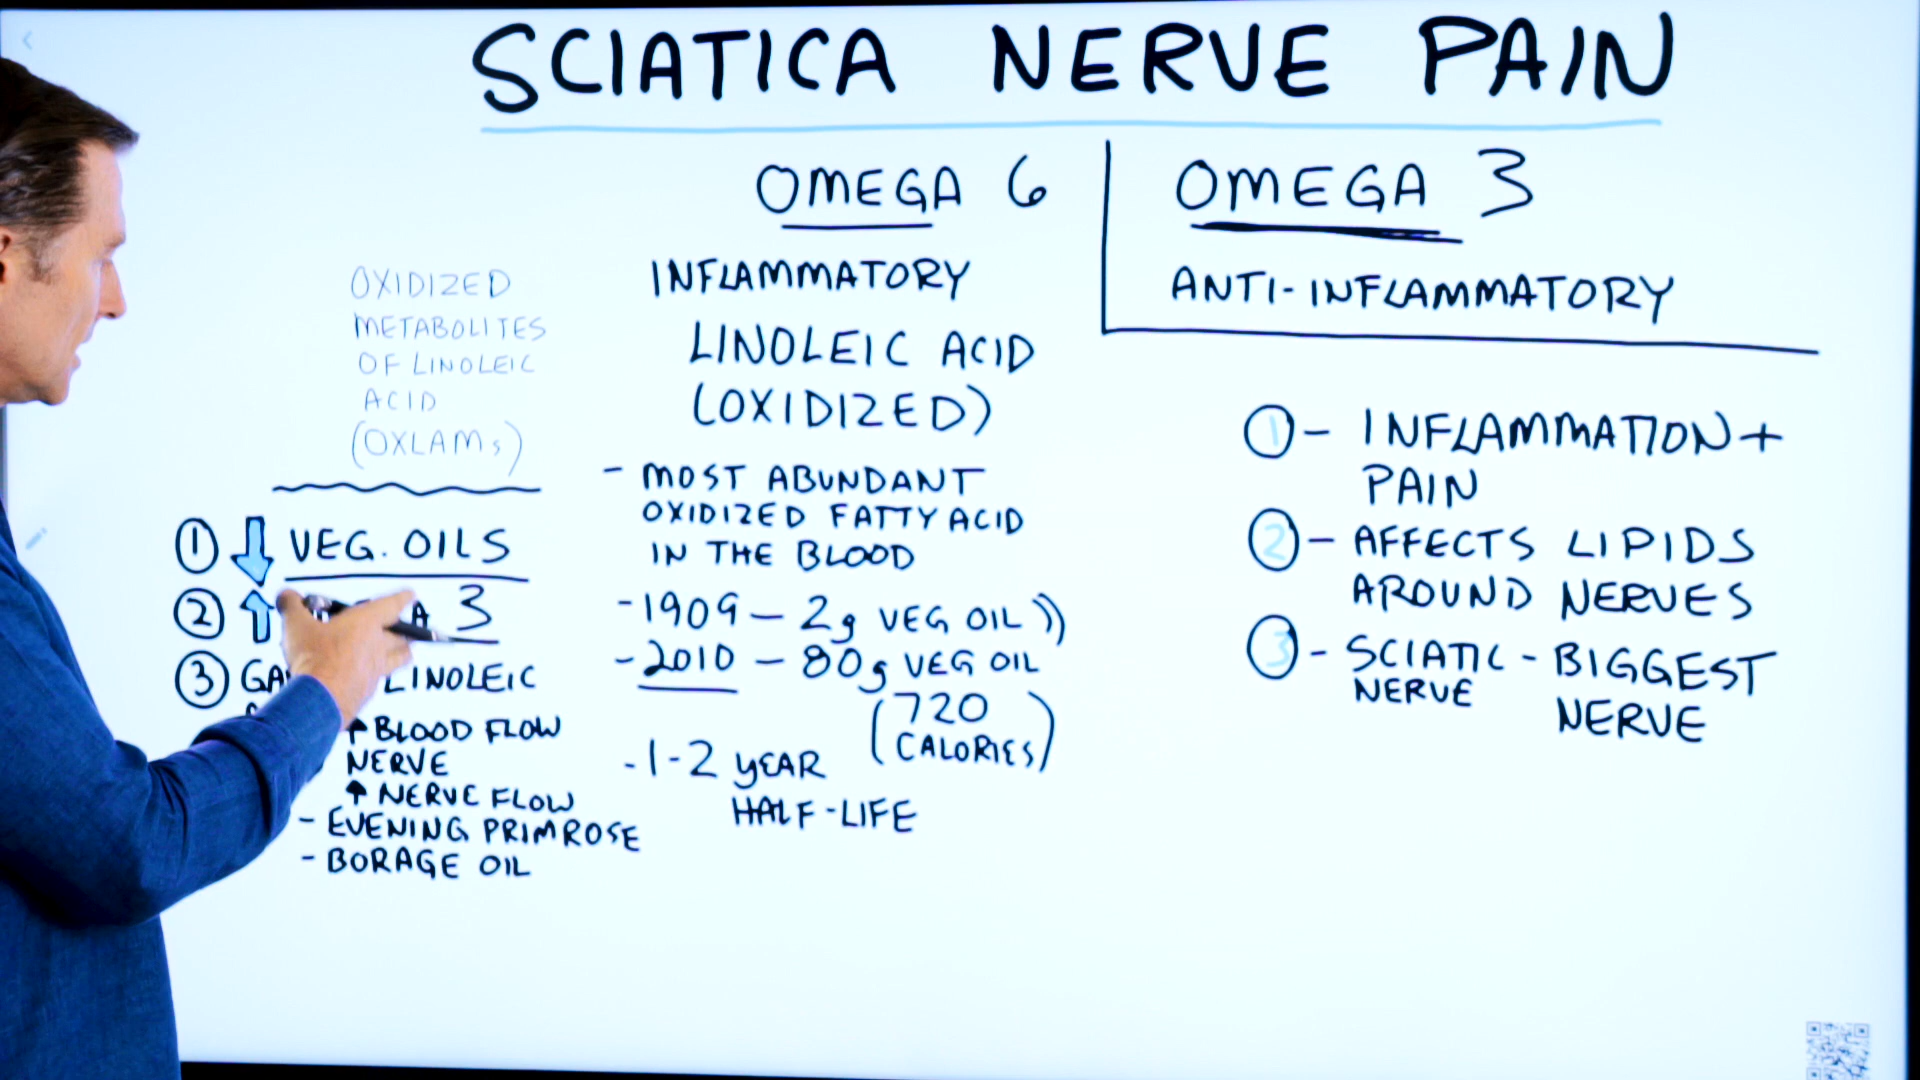 SCIATICA NERVE PAIN
OMEGA 6
OMEGA 3
INFLAMMATORY
ANTI-INFLAMMATORY
OXIDIZED
METABOLITES
OF LINOLEIC
ACID
(OXLAMs)
LINOLEIC ACID
(OXIDIZED)
- MOST ABUNDANT
OXIDIZED FATTY ACID
IN THE BLOOD
- 1909 - 2g VEG OIL
- 2010 - 80g VEG OIL
(720
CALORIES)
- 1-2 YEAR
HALF-LIFE
① ↓ VEG. OILS
② ↑ 3
③ LINOLEIC
↑ BLOOD FLOW
NERVE
↑ NERVE FLOW
- EVENING PRIMROSE
- BORAGE OIL
① - INFLAMMATION +
PAIN
② - AFFECTS LIPIDS
AROUND NERVES
③ - SCIATIC - BIGGEST
NERVE NERVE